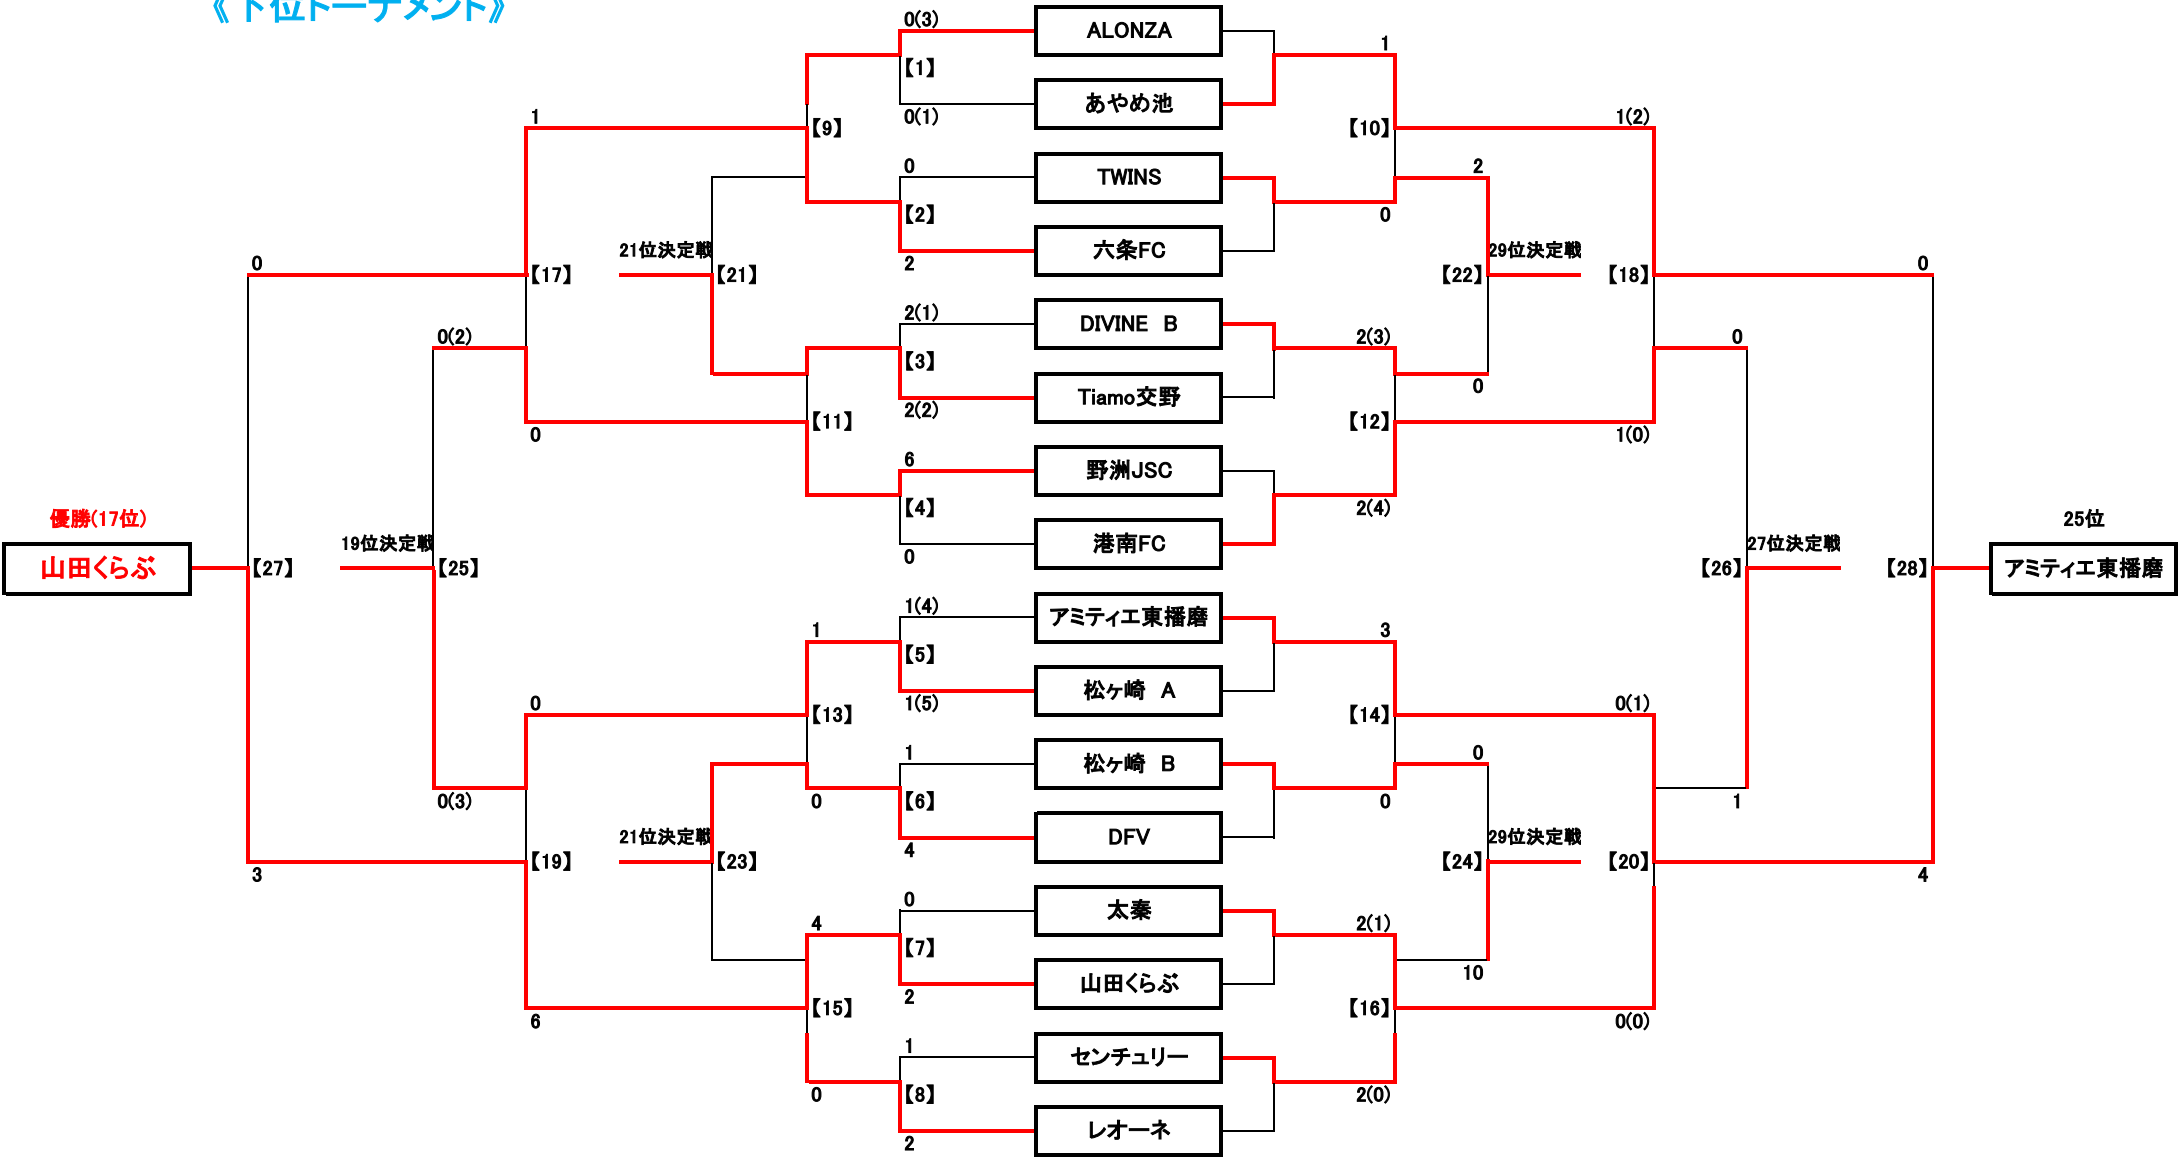 《下位トーナメント》
0(3)
ALONZA
1
【1】
あやめ池
0(1)
1
【9】
【10】
1(2)
0
TWINS
2
【2】
0
六条FC
2
21位決定戦
29位決定戦
0
【17】
【21】
【22】
【18】
0
2(1)
DIVINE B
0(2)
【3】
2(3)
0
Tiamo交野
2(2)
0
0
【11】
【12】
1(0)
6
野洲JSC
【4】
2(4)
港南FC
0
優勝(17位)
25位
19位決定戦
27位決定戦
山田くらぶ
【27】
【25】
【26】
【28】
アミティエ東播磨
1(4)
アミティエ東播磨
1
【5】
3
松ヶ崎 A
1(5)
0
【13】
【14】
0(1)
1
松ヶ崎 B
0
0(3)
0
【6】
0
1
DFV
4
21位決定戦
29位決定戦
3
【19】
【23】
【24】
【20】
4
0
太秦
4
【7】
2(1)
山田くらぶ
2
10
6
【15】
【16】
0(0)
1
センチュリー
0
【8】
2(0)
レオーネ
2